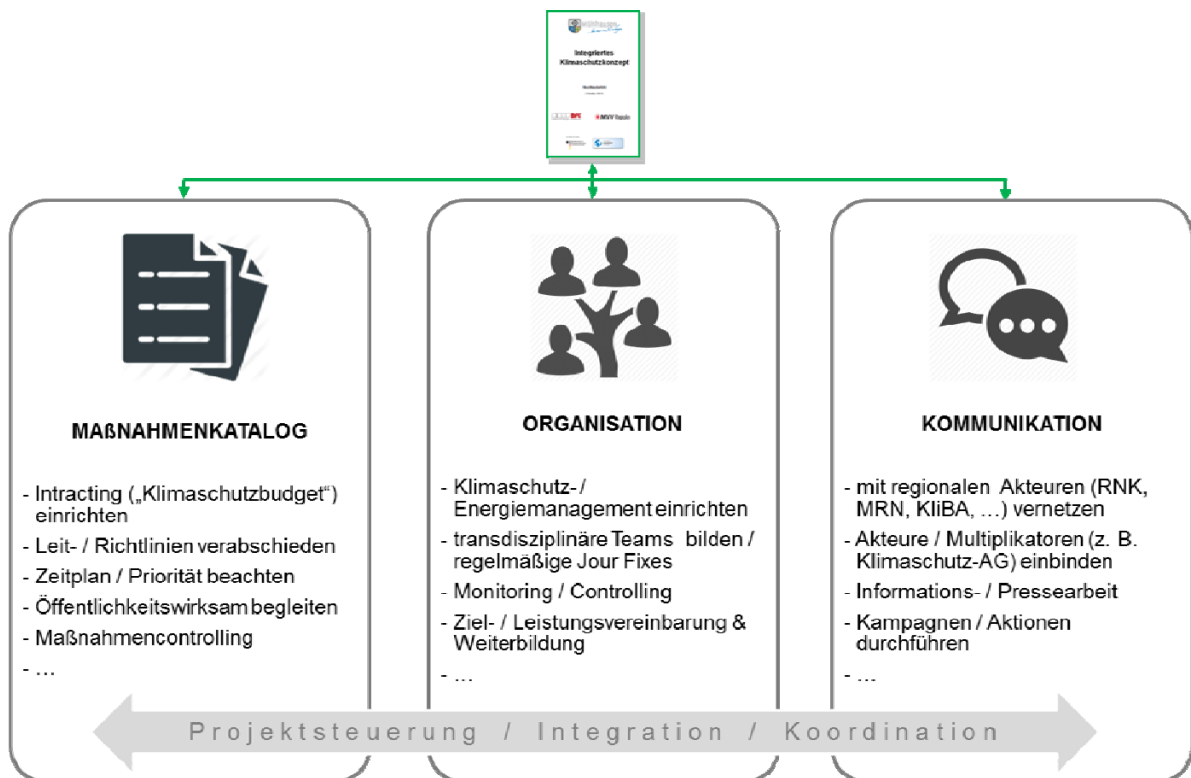 Integriertes
Klimaschutzkonzept
MVV
MAßNAHMENKATALOG
- Intracting („Klimaschutzbudget“)
einrichten
- Leit- / Richtlinien verabschieden
- Zeitplan / Priorität beachten
- Öffentlichkeitswirksam begleiten
- Maßnahmencontrolling
- ...
ORGANISATION
- Klimaschutz- /
Energiemanagement einrichten
- transdisziplinäre Teams bilden /
regelmäßige Jour Fixes
- Monitoring / Controlling
- Ziel- / Leistungsvereinbarung &
Weiterbildung
- ...
KOMMUNIKATION
- mit regionalen Akteuren (RNK,
MRN, KliBA, ...) vernetzen
- Akteure / Multiplikatoren (z. B.
Klimaschutz-AG) einbinden
- Informations- / Pressearbeit
- Kampagnen / Aktionen
durchführen
- ...
Projektsteuerung / Integration / Koordination